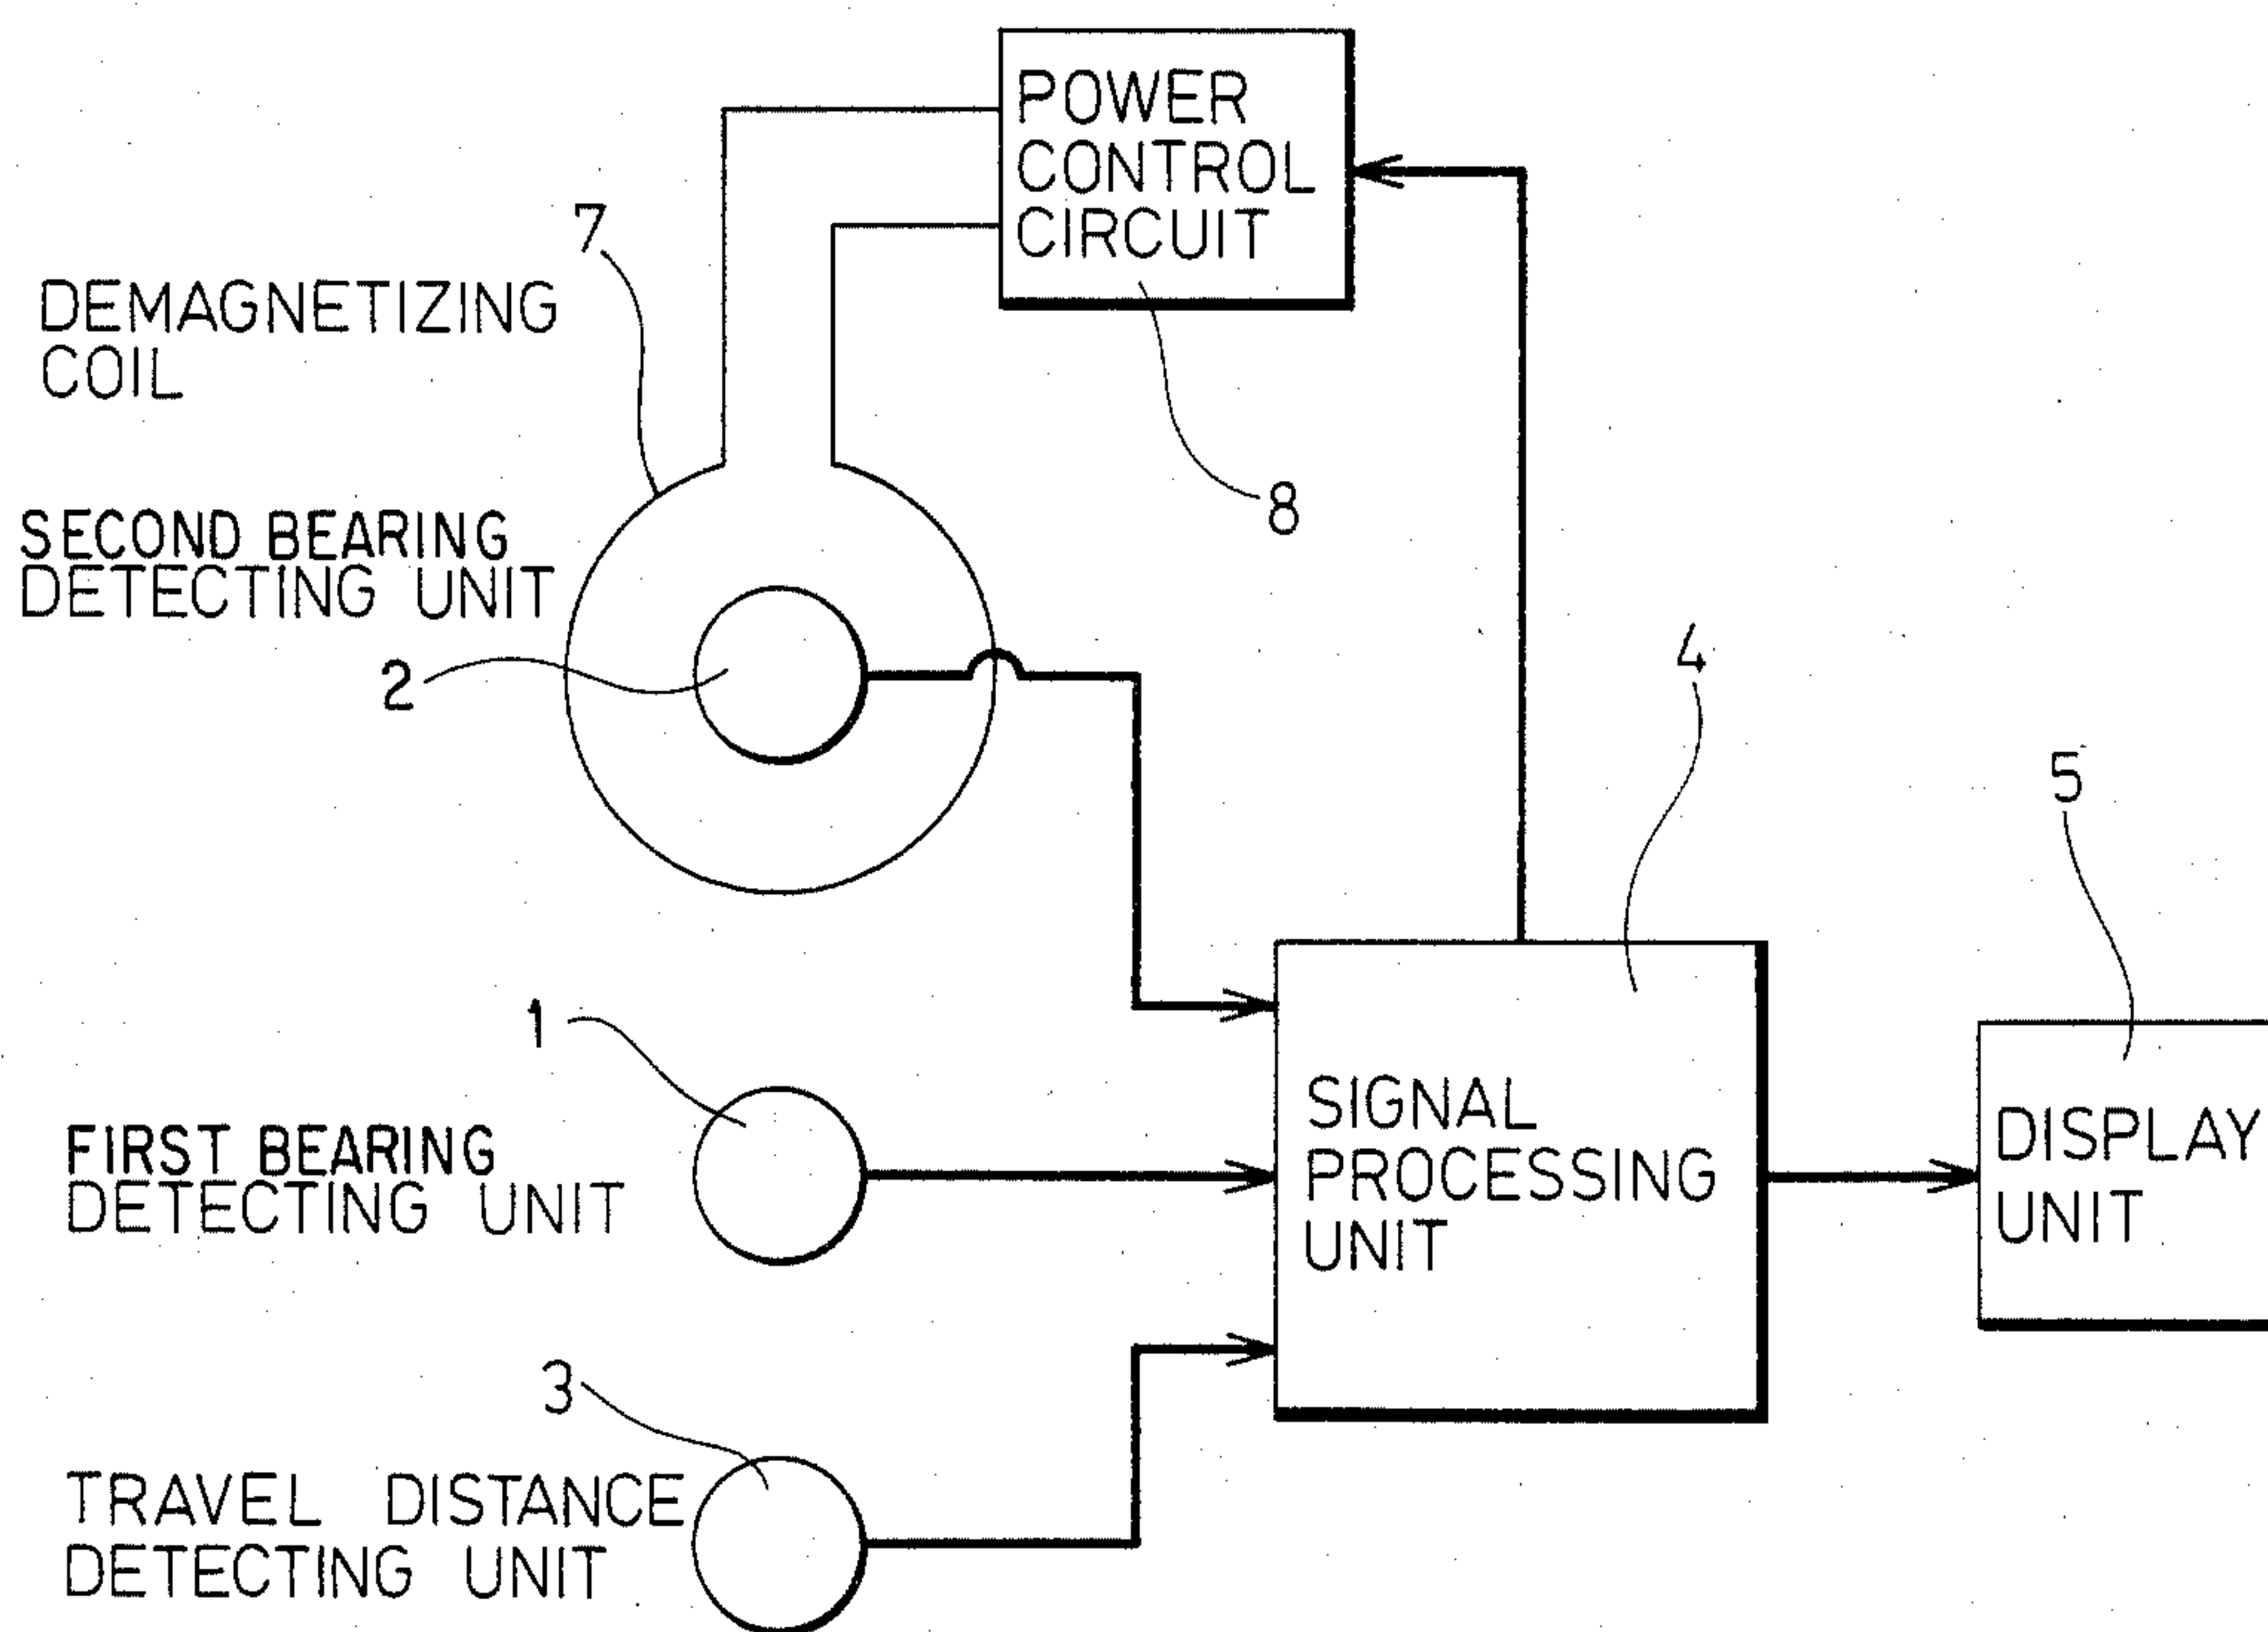 POWER
CONTROL
CIRCUIT
7
DEMAGNETIZING
COIL
8
SECOND BEARING
DETECTING UNIT
2
4
5
1
FIRST BEARING
DETECTING UNIT
SIGNAL
PROCESSING
UNIT
DISPLAY
UNIT
3
TRAVEL DISTANCE
DETECTING UNIT